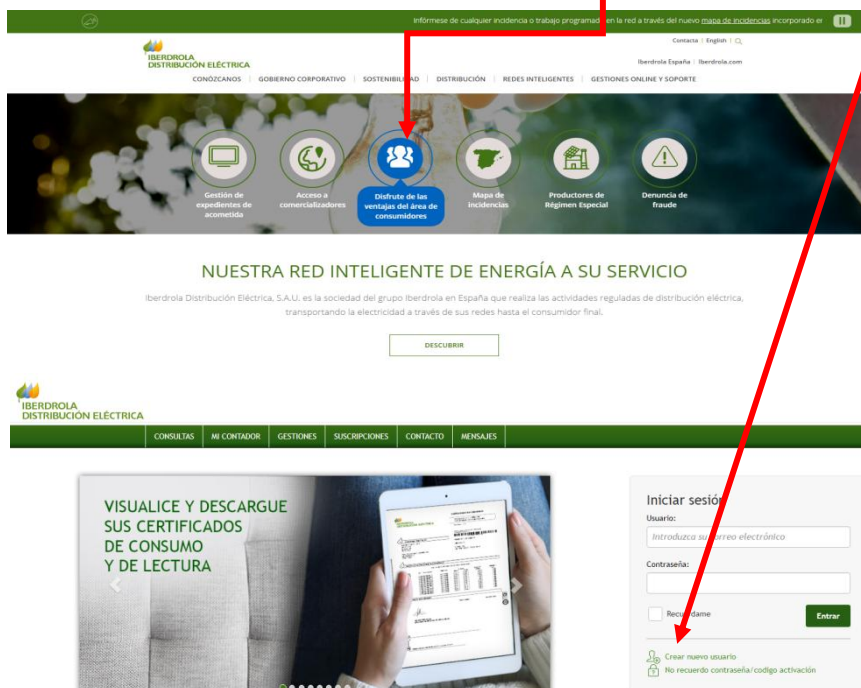 Infórmese de cualquier incidencia o trabajo programado en la red a través del nuevo mapa de incidencias incorporado en
Contacta | English |
IBERDROLA
DISTRIBUCIÓN ELÉCTRICA
Iberdrola España | Iberdrola.com
CONÓZCANOS | GOBIERNO CORPORATIVO | SOSTENIBILIDAD | DISTRIBUCIÓN | REDES INTELIGENTES | GESTIONES ONLINE Y SOPORTE
Gestión de
expedientes de
acometida
Acceso a
comercializadores
Disfrute de las
ventajas del área de
consumidores
Mapa de
incidencias
Productores de
Régimen Especial
Denuncia de
fraude
NUESTRA RED INTELIGENTE DE ENERGÍA A SU SERVICIO
Iberdrola Distribución Eléctrica, S.A.U. es la sociedad del grupo Iberdrola en España que realiza las actividades reguladas de distribución eléctrica,
transportando la electricidad a través de sus redes hasta el consumidor final.
DESCUBRIR
IBERDROLA
DISTRIBUCIÓN ELÉCTRICA
CONSULTAS | MI CONTADOR | GESTIONES | SUSCRIPCIONES | CONTACTO | MENSAJES
VISUALICE Y DESCARGUE
SUS CERTIFICADOS
DE CONSUMO
Y DE LECTURA
Iniciar sesión
Usuario:
Introduzca su correo electrónico
Contraseña:
Recuérdame
Entrar
Crear nuevo usuario
No recuerdo contraseña/codigo activación